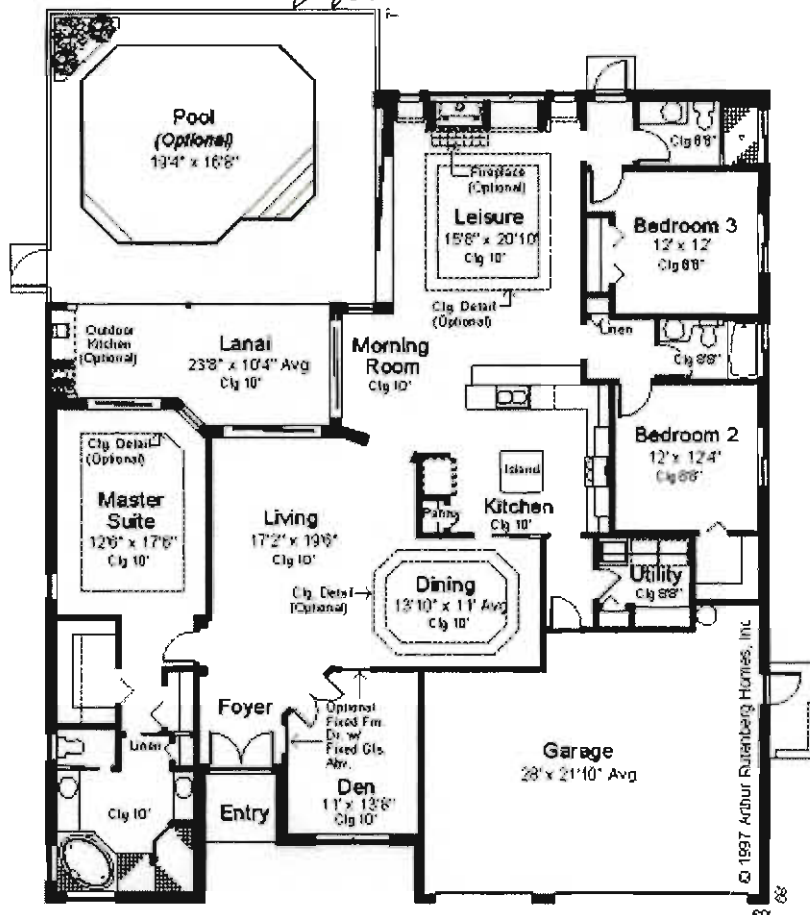 Pool
(Optional)
19'4" x 16'8"
Clg 8'8"
Fireplace
(Optional)
Leisure
15'8" x 20'10"
Clg 10'
Bedroom 3
12' x 12'
Clg 8'8"
Clg. Detail
(Optional)
Linen
Outdoor
Kitchen
(Optional)
Lanai
23'8" x 10'4" Avg
Clg 10'
Morning
Room
Clg 10'
Clg 8'8"
Clg. Detail
(Optional)
Bedroom 2
12' x 12'4"
Clg 8'8"
Master
Suite
12'6" x 17'6"
Clg 10'
Living
17'2" x 19'6"
Clg 10'
Island
Pantry
Kitchen
Clg 10'
Clg. Detail
(Optional)
Dining
13'10" x 11' Avg
Clg 10'
Utility
Clg 8'8"
Foyer
Optional
Fixed Frn.
Dr. w/
Fixed Gls.
Abv.
Linen
Den
11' x 13'8"
Clg 10'
Garage
28' x 21'10" Avg
Clg 10'
Entry
© 1997 Arthur Rutenberg Homes, Inc